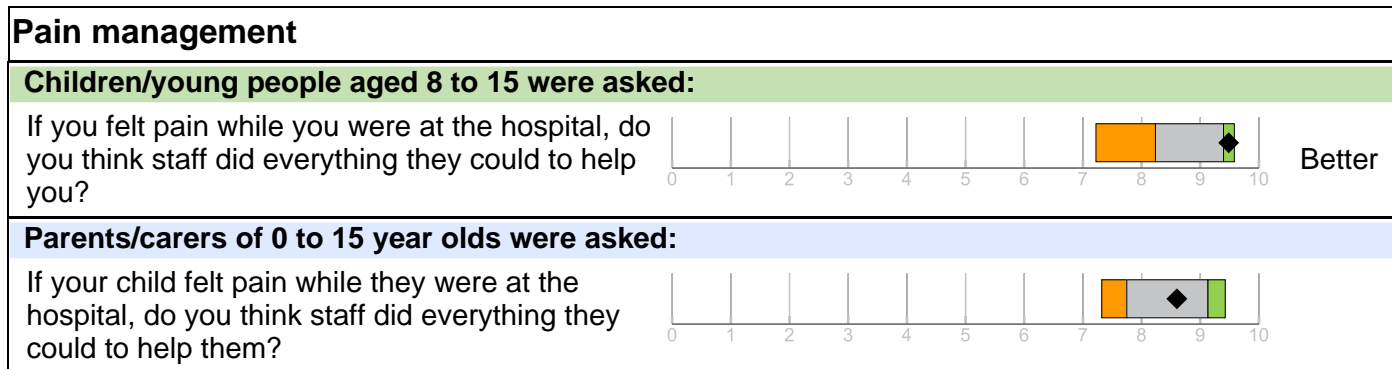 Pain management
Children/young people aged 8 to 15 were asked:
If you felt pain while you were at the hospital, do
you think staff did everything they could to help
you?
0 1 2 3 4 5 6 7 8 9 10
Better
Parents/carers of 0 to 15 year olds were asked:
If your child felt pain while they were at the
hospital, do you think staff did everything they
could to help them?
0 1 2 3 4 5 6 7 8 9 10